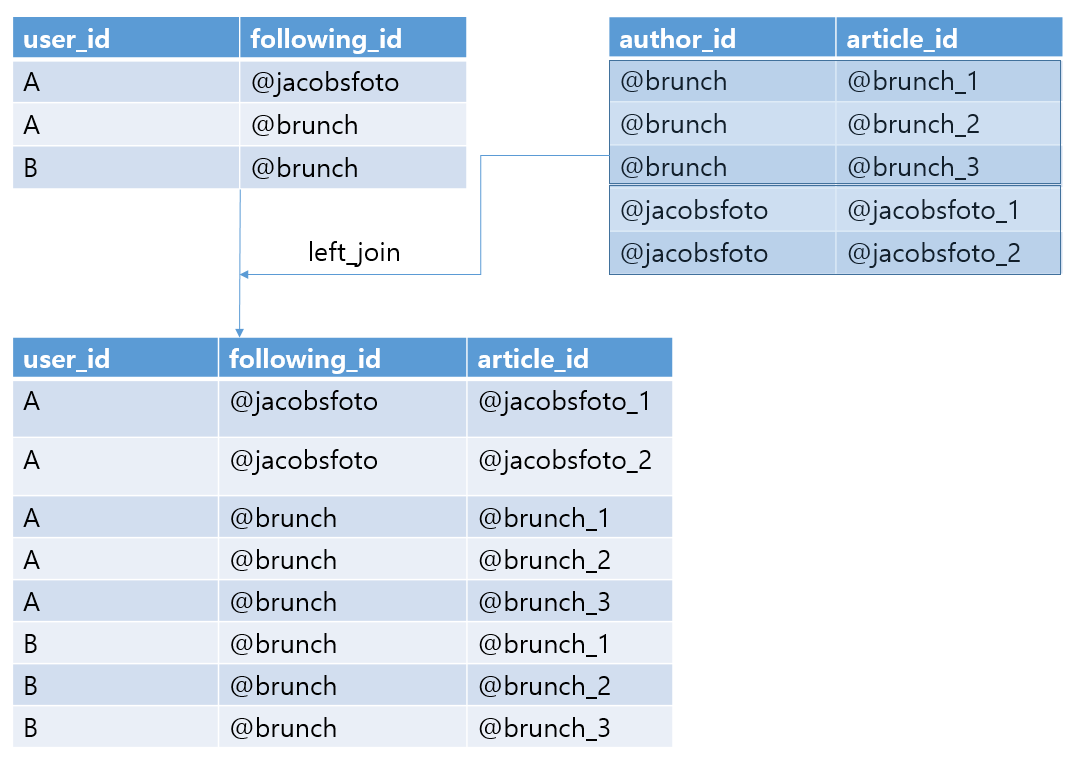 user_id following_id
A @jacobsfoto
A @brunch
B @brunch
author_id article_id
@brunch @brunch_1
@brunch @brunch_2
@brunch @brunch_3
@jacobsfoto @jacobsfoto_1
@jacobsfoto @jacobsfoto_2
left_join
user_id following_id article_id
A @jacobsfoto @jacobsfoto_1
A @jacobsfoto @jacobsfoto_2
A @brunch @brunch_1
A @brunch @brunch_2
A @brunch @brunch_3
B @brunch @brunch_1
B @brunch @brunch_2
B @brunch @brunch_3